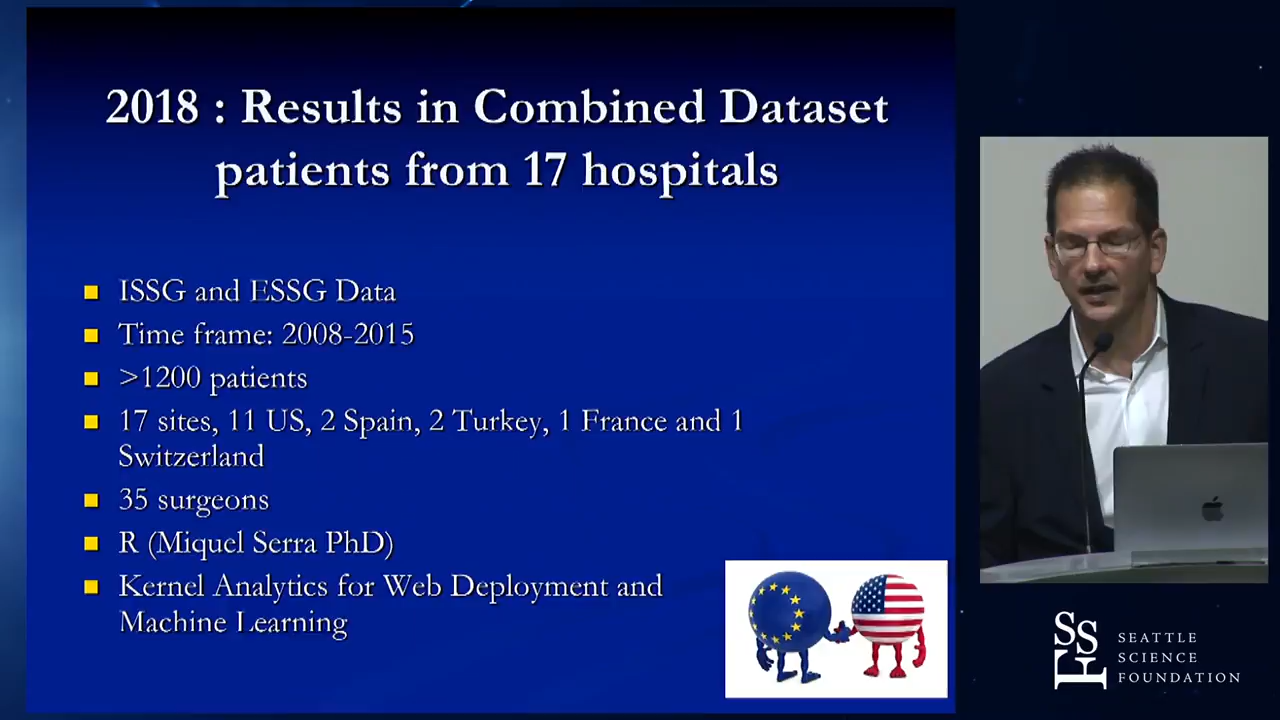 2018 : Results in Combined Dataset
patients from 17 hospitals
ISSG and ESSG Data
Time frame: 2008-2015
>1200 patients
17 sites, 11 US, 2 Spain, 2 Turkey, 1 France and 1
Switzerland
35 surgeons
R (Miquel Serra PhD)
Kernel Analytics for Web Deployment and
Machine Learning
SSF
SEATTLE
SCIENCE
FOUNDATION